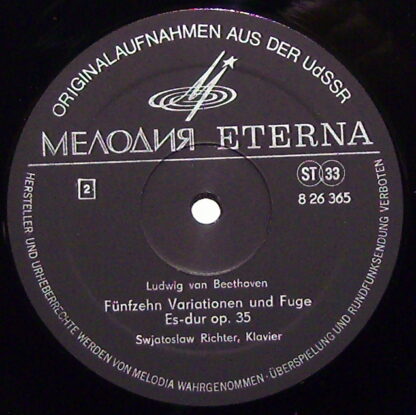 ORIGINALAUFNAHMEN AUS DER UdSSR
МЕЛОДИЯ ETERNA
2
ST 33
8 26 365
Ludwig van Beethoven
Fünfzehn Variationen und Fuge
Es-dur op. 35
Swjatoslaw Richter, Klavier
HERSTELLER- UND URHEBERRECHTE WERDEN VON MELODIA WAHRGENOMMEN · ÜBERSPIELUNG UND RUNDFUNKSENDUNG VERBOTEN